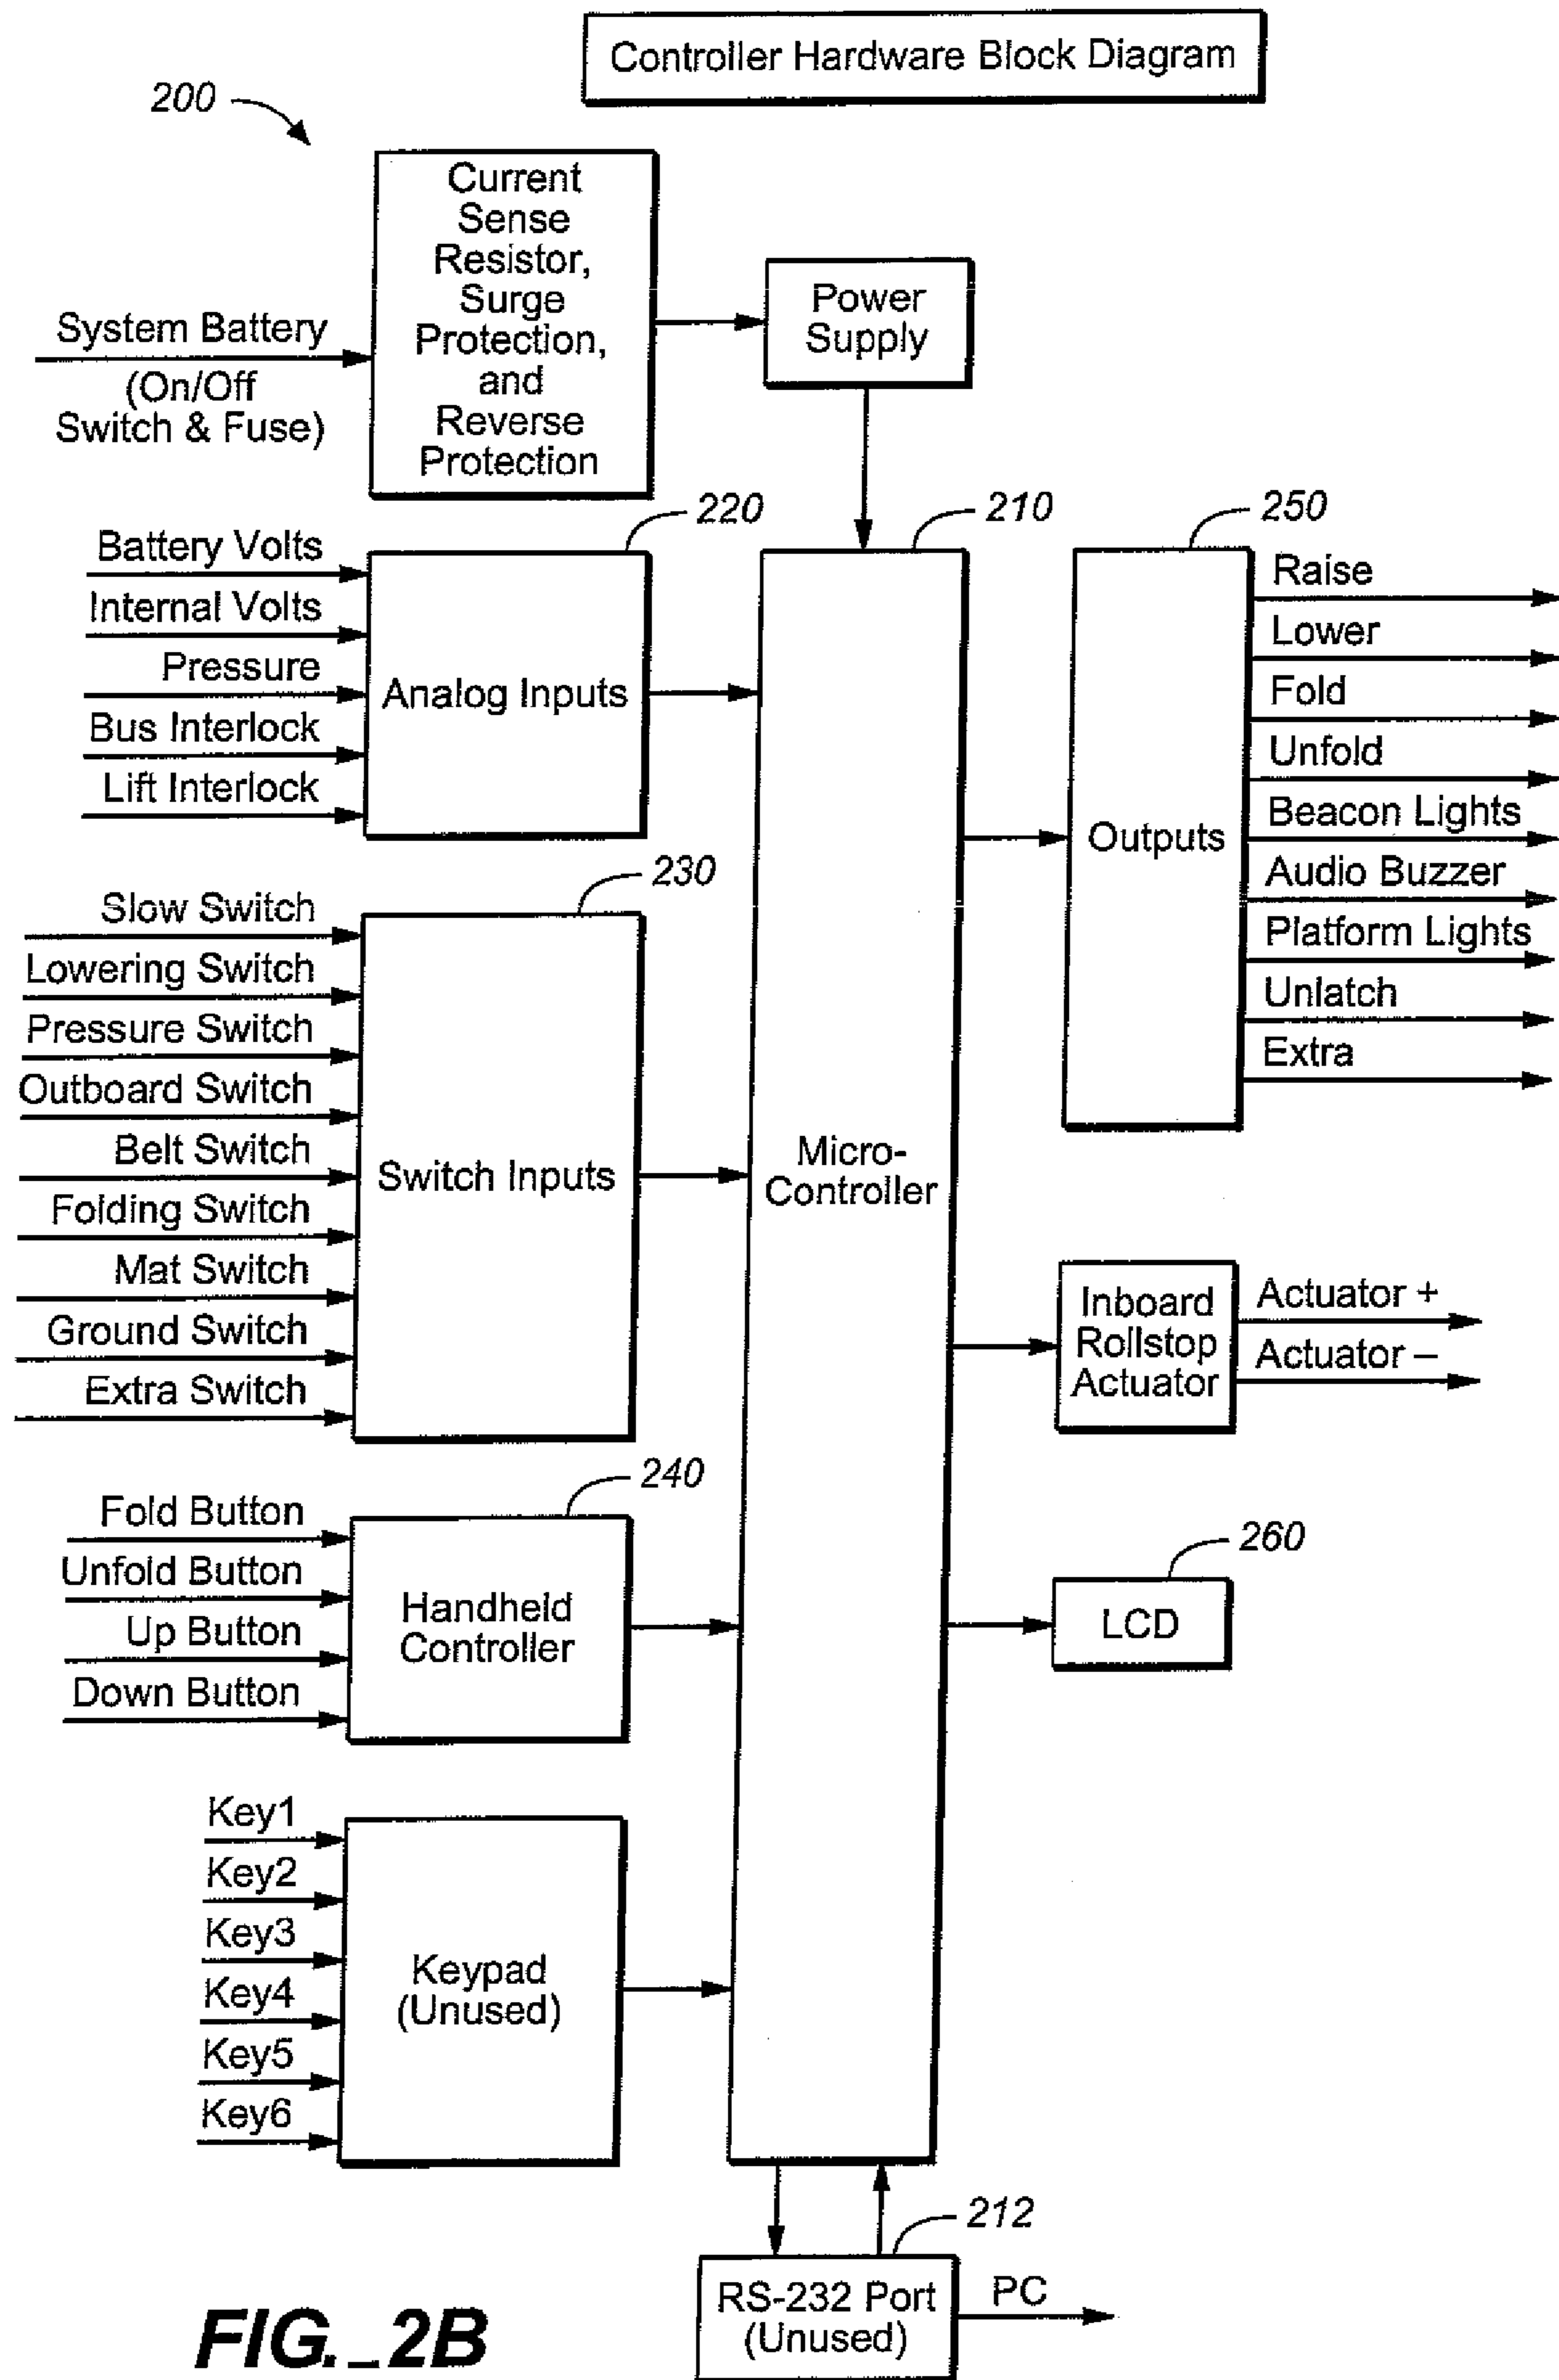 Controller Hardware Block Diagram
200
Current
Sense
Resistor,
Surge
Protection,
and
Reverse
Protection
System Battery
(On/Off
Switch & Fuse)
Power
Supply
220
210
250
Battery Volts
Internal Volts
Pressure
Bus Interlock
Lift Interlock
Analog Inputs
230
Slow Switch
Lowering Switch
Pressure Switch
Outboard Switch
Belt Switch
Folding Switch
Mat Switch
Ground Switch
Extra Switch
Switch Inputs
240
Fold Button
Unfold Button
Up Button
Down Button
Handheld
Controller
Key1
Key2
Key3
Key4
Key5
Key6
Keypad
(Unused)
Micro-
Controller
Outputs
Raise
Lower
Fold
Unfold
Beacon Lights
Audio Buzzer
Platform Lights
Unlatch
Extra
Inboard
Rollstop
Actuator
Actuator +
Actuator –
260
LCD
212
RS-232 Port
(Unused)
PC
FIG._2B